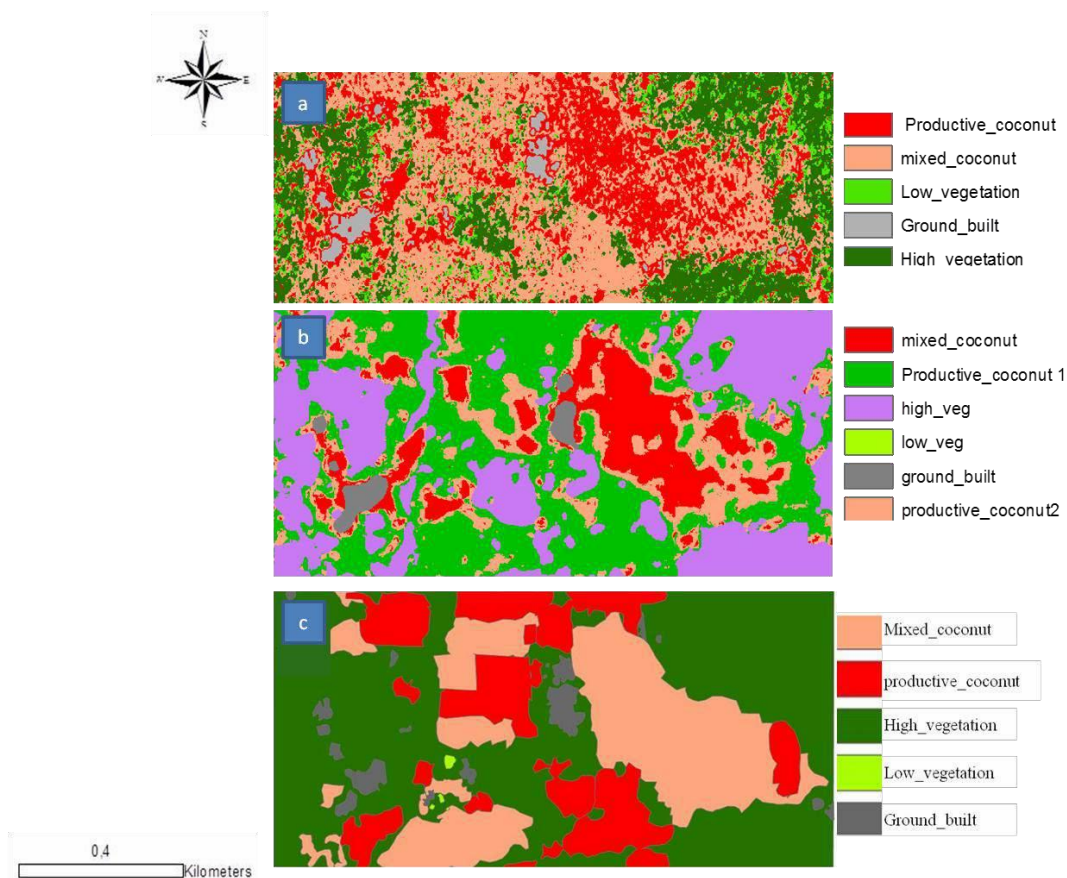 N
W
E
S
a
Productive_coconut
mixed_coconut
Low_vegetation
Ground_built
High_vegetation
b
mixed_coconut
Productive_coconut 1
high_veg
low_veg
ground_built
productive_coconut2
c
Mixed_coconut
productive_coconut
High_vegetation
Low_vegetation
Ground_built
0,4
Kilometers